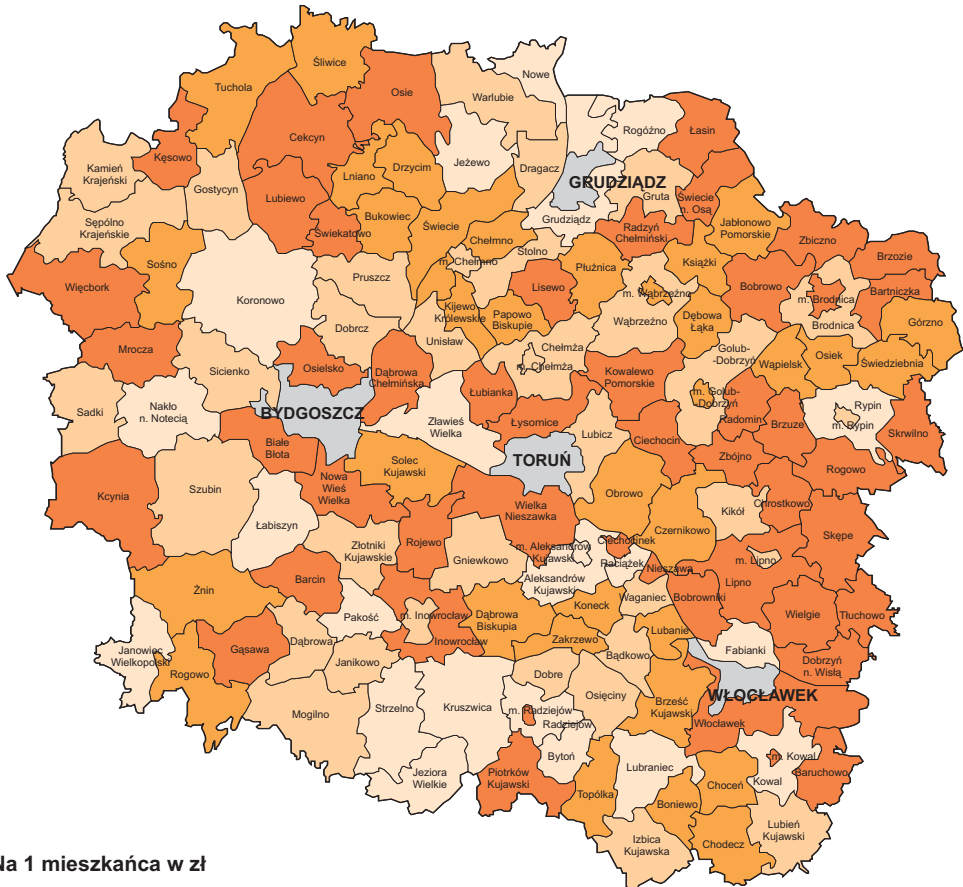 Nowe
Śliwice
Tuchola
Osie
Warlubie
Rogóźno
Łasin
Cekcyn
Kęsowo
Kamień
Krajeński
Jeżewo
Drzycim
Dragacz
GRUDZIĄDZ
Lniano
Gostycyn
Lubiewo
Gruta
Świecie
n. Osą
Sępólno
Krajeńskie
Bukowiec
Świecie
Grudziądz
Radzyń
Chełmiński
Jabłonowo
Pomorskie
Świekatowo
Chełmno
Zbiczno
Sośno
m. Chełmno
Stolno
Brzozie
Książki
Płużnica
Więcbork
Koronowo
Pruszcz
Lisewo
Bobrowo
m. Wąbrzeźno
Bartniczka
m. Brodnica
Kijewo
Królewskie
Papowo
Biskupie
Dębowa
Łąka
Wąbrzeźno
Brodnica
Górzno
Dobrcz
Unisław
Chełmża
Mrocza
Golub-
-Dobrzyń
Wąpielsk
Osiek
Świedziebnia
m. Chełmża
Sicienko
Osielsko
Dąbrowa
Chełmińska
Kowalewo
Pomorskie
Łubianka
m. Golub-
-Dobrzyń
Sadki
Nakło
n. Notecią
BYDGOSZCZ
Zławieś
Wielka
Łysomice
Radomin
Brzuze
Rypin
m. Rypin
Skrwilno
Lubicz
Ciechocin
Białe
Błota
TORUŃ
Zbójno
Solec
Kujawski
Rogowo
Nowa
Wieś
Wielka
Kcynia
Szubin
Obrowo
Wielka
Nieszawka
Kikół
Chrostkowo
Łabiszyn
Czernikowo
Skępe
Rojewo
Złotniki
Kujawskie
Gniewkowo
m. Aleksandrów
Kujawski
Ciechocinek
Raciążek
m. Lipno
Nieszawa
Lipno
Aleksandrów
Kujawski
Barcin
Żnin
Waganiec
Bobrowniki
Koneck
Pakość
m. Inowrocław
Dąbrowa
Biskupia
Wielgie
Tłuchowo
Lubanie
Zakrzewo
Inowrocław
Dąbrowa
Gąsawa
Janowiec
Wielkopolski
Fabianki
Bądkowo
Janikowo
Dobrzyń
n. Wisłą
Rogowo
Dobre
Osięciny
WŁOCŁAWEK
Brześć
Kujawski
Mogilno
Strzelno
Kruszwica
m. Radziejów
Radziejów
Włocławek
Bytoń
m. Kowal
Lubraniec
Jeziora
Wielkie
Piotrków
Kujawski
Kowal
Baruchowo
Choceń
Topólka
Boniewo
Lubień
Kujawski
Izbica
Kujawska
Chodecz
Na 1 mieszkańca w zł